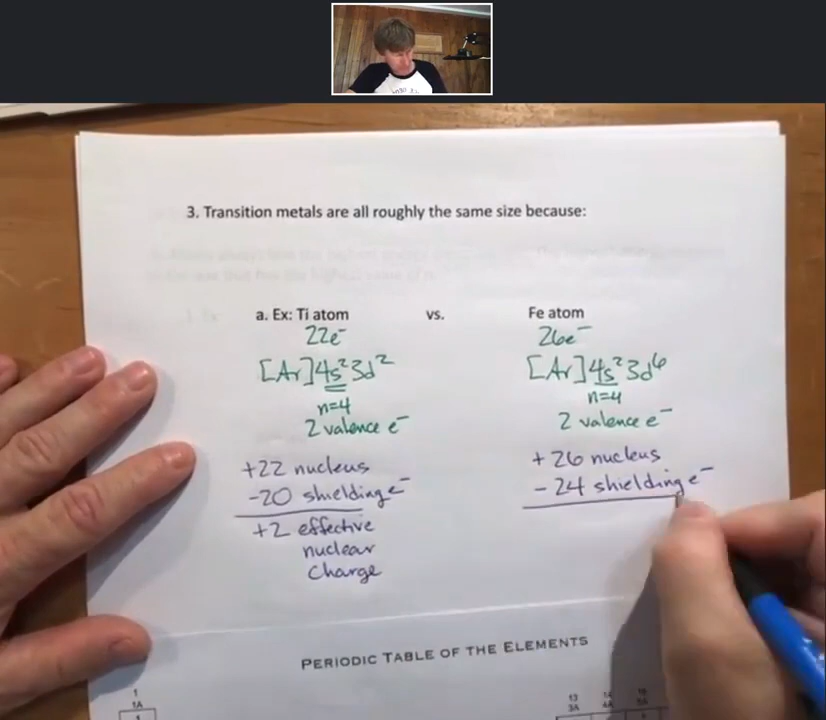 3. Transition metals are all roughly the same size because:
a. Ex: Ti atom vs. Fe atom
22e⁻ 26e⁻
[Ar]4s²3d² [Ar]4s²3d⁶
n=4 n=4
2 valence e⁻ 2 valence e⁻
+22 nucleus +26 nucleus
-20 shielding e⁻ -24 shielding e⁻
+2 effective
nuclear
charge
PERIODIC TABLE OF THE ELEMENTS
1 13 14
1A 3A 4A
1